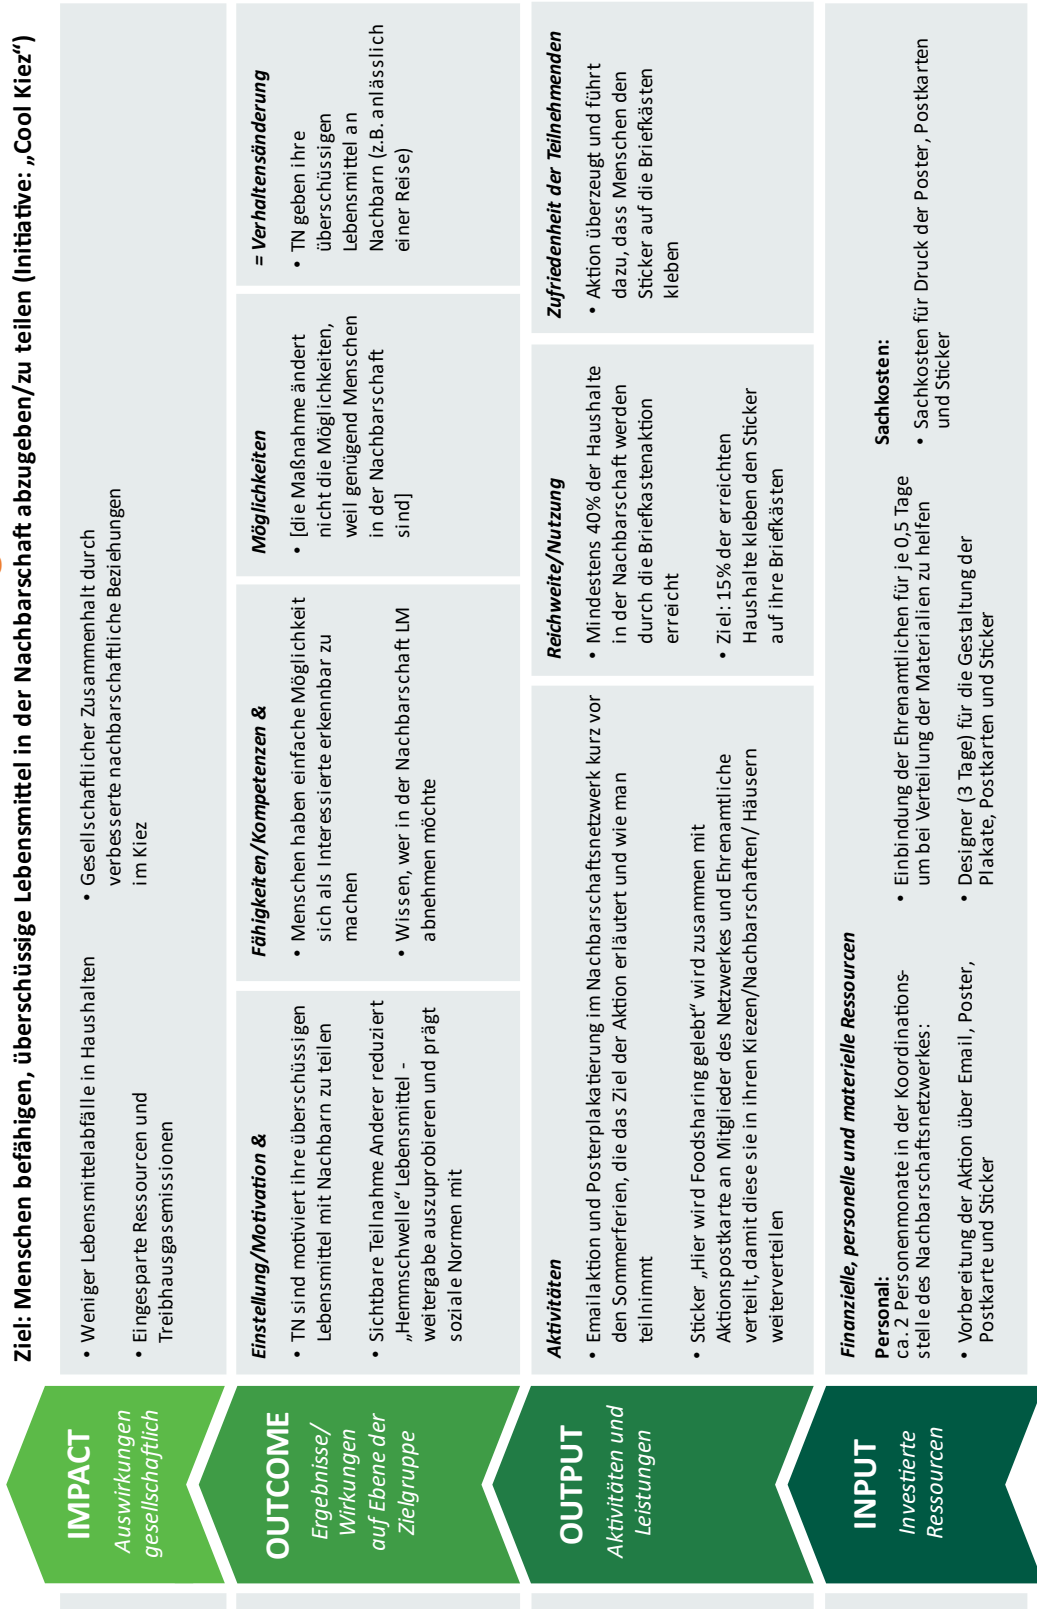 Ziel: Menschen befähigen, überschüssige Lebensmittel in der Nachbarschaft abzugeben/zu teilen (Initiative: „Cool Kiez“)
IMPACT
Auswirkungen
gesellschaftlich
• Weniger Lebensmittelabfälle in Haushalten
• Eingesparte Ressourcen und
Treibhausgasemissionen
• Gesellschaftlicher Zusammenhalt durch
verbesserte nachbarschaftliche Beziehungen
im Kiez
OUTCOME
Ergebnisse/
Wirkungen
auf Ebene der
Zielgruppe
Einstellung/Motivation &
• TN sind motiviert ihre überschüssigen
Lebensmittel mit Nachbarn zu teilen
• Sichtbare Teilnahme Anderer reduziert
„Hemmschwelle“ Lebensmittel -
weitergabe auszuprobieren und prägt
soziale Normen mit
Fähigkeiten/Kompetenzen &
• Menschen haben einfache Möglichkeit
sich als Interessierte erkennbar zu
machen
• Wissen, wer in der Nachbarschaft LM
abnehmen möchte
Möglichkeiten
• [die Maßnahme ändert
nicht die Möglichkeiten,
weil genügend Menschen
in der Nachbarschaft
sind]
= Verhaltensänderung
• TN geben ihre
überschüssigen
Lebensmittel an
Nachbarn (z.B. anlässlich
einer Reise)
OUTPUT
Aktivitäten und
Leistungen
Aktivitäten
• Emailaktion und Posterplakatierung im Nachbarschaftsnetzwerk kurz vor
den Sommerferien, die das Ziel der Aktion erläutert und wie man
teilnimmt
• Sticker „Hier wird Foodsharing gelebt“ wird zusammen mit
Aktionspostkarte an Mitglieder des Netzwerkes und Ehrenamtliche
verteilt, damit diese sie in ihren Kiezen/Nachbarschaften/ Häusern
weiterverteilen
Reichweite/Nutzung
• Mindestens 40% der Haushalte
in der Nachbarschaft werden
durch die Briefkastenaktion
erreicht
• Ziel: 15% der erreichten
Haushalte kleben den Sticker
auf ihre Briefkästen
Zufriedenheit der Teilnehmenden
• Aktion überzeugt und führt
dazu, dass Menschen den
Sticker auf die Briefkästen
kleben
INPUT
Investierte
Ressourcen
Finanzielle, personelle und materielle Ressourcen
Personal:
ca. 2 Personenmonate in der Koordinations-
stelle des Nachbarschaftsnetzwerkes:
• Vorbereitung der Aktion über Email, Poster,
Postkarte und Sticker
• Einbindung der Ehrenamtlichen für je 0,5 Tage
um bei Verteilung der Materialien zu helfen
• Designer (3 Tage) für die Gestaltung der
Plakate, Postkarten und Sticker
Sachkosten:
• Sachkosten für Druck der Poster, Postkarten
und Sticker